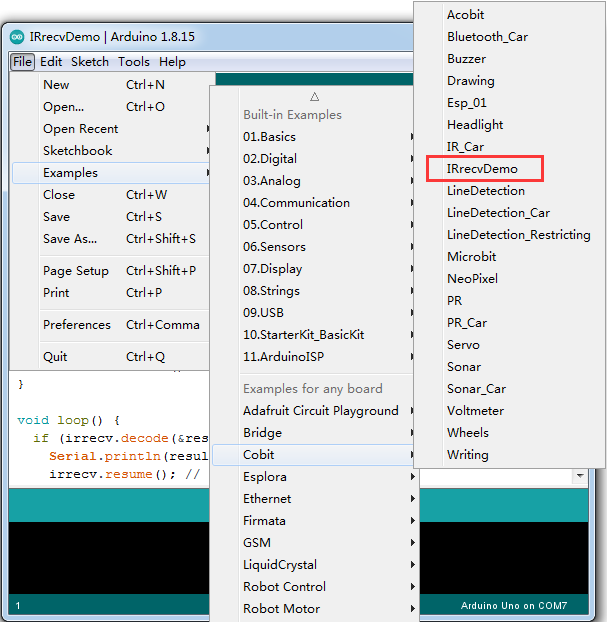 IRrecvDemo | Arduino 1.8.15
File Edit Sketch Tools Help
New Ctrl+N
Open... Ctrl+O
Open Recent
Sketchbook
Examples
Close Ctrl+W
Save Ctrl+S
Save As... Ctrl+Shift+S
Page Setup Ctrl+Shift+P
Print Ctrl+P
Preferences Ctrl+Comma
Quit Ctrl+Q
Built-in Examples
01.Basics
02.Digital
03.Analog
04.Communication
05.Control
06.Sensors
07.Display
08.Strings
09.USB
10.StarterKit_BasicKit
11.ArduinoISP
Examples for any board
Adafruit Circuit Playground
Bridge
Cobit
Esplora
Ethernet
Firmata
GSM
LiquidCrystal
Robot Control
Robot Motor
Acobit
Bluetooth_Car
Buzzer
Drawing
Esp_01
Headlight
IR_Car
IRrecvDemo
LineDetection
LineDetection_Car
LineDetection_Restricting
Microbit
NeoPixel
PR
PR_Car
Servo
Sonar
Sonar_Car
Voltmeter
Wheels
Writing
}
void loop() {
if (irrecv.decode(&res
Serial.println(resul
irrecv.resume(); //
1
Arduino Uno on COM7